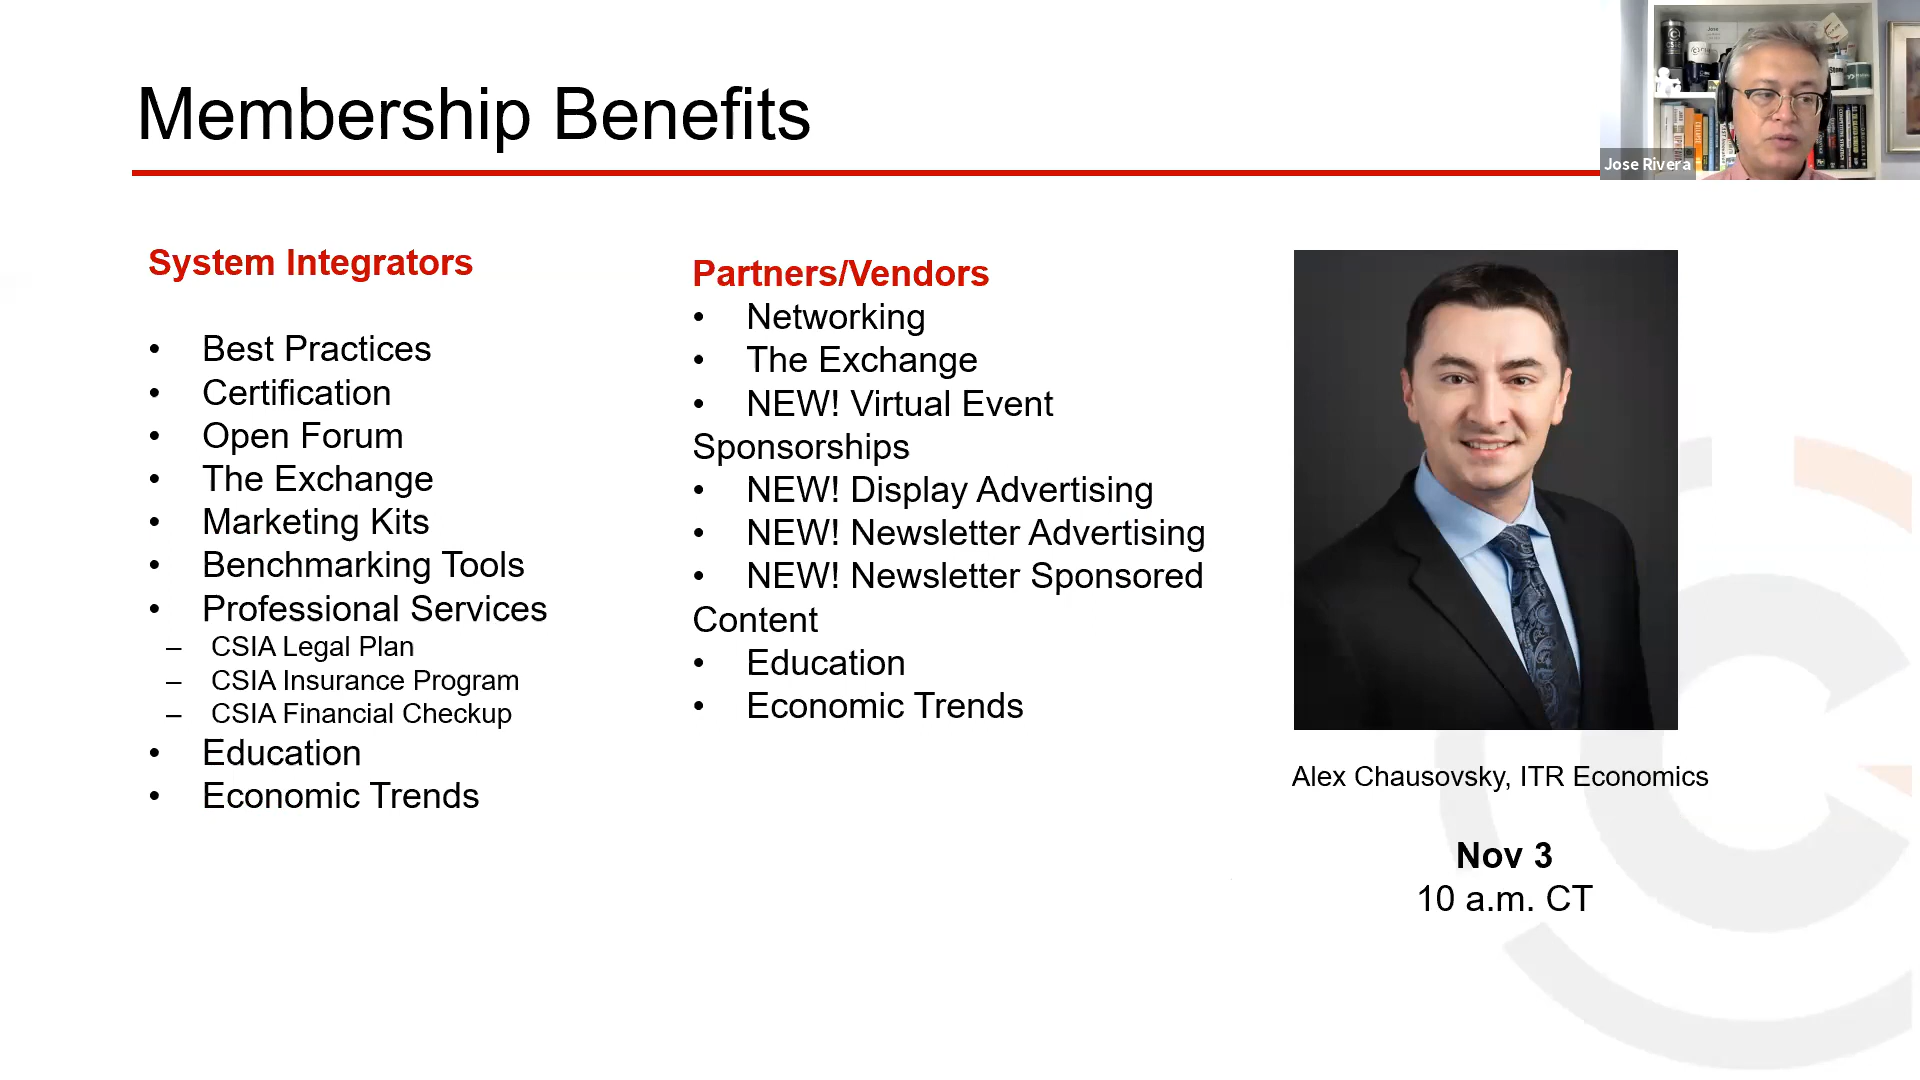 Membership Benefits
Jose Rivera
System Integrators
• Best Practices
• Certification
• Open Forum
• The Exchange
• Marketing Kits
• Benchmarking Tools
• Professional Services
– CSIA Legal Plan
– CSIA Insurance Program
– CSIA Financial Checkup
• Education
• Economic Trends
Partners/Vendors
• Networking
• The Exchange
• NEW! Virtual Event
Sponsorships
• NEW! Display Advertising
• NEW! Newsletter Advertising
• NEW! Newsletter Sponsored
Content
• Education
• Economic Trends
Alex Chausovsky, ITR Economics
Nov 3
10 a.m. CT